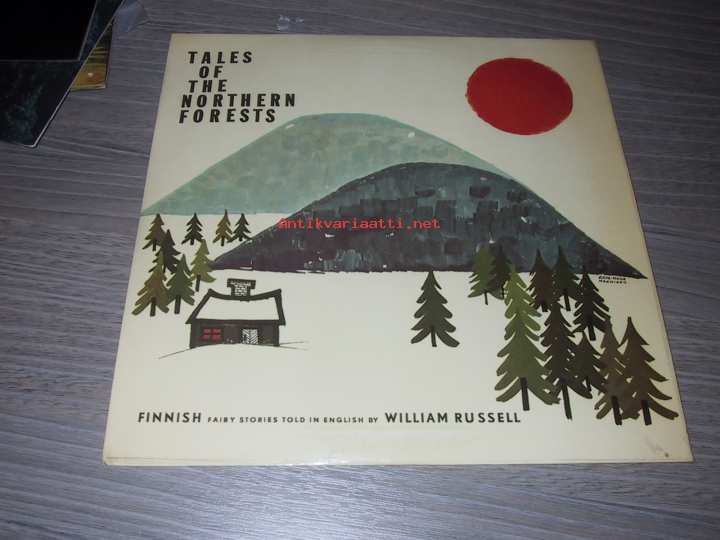 TALES
OF
THE
NORTHERN
FORESTS
Antikvariaatti.net
FINNISH FAIRY STORIES TOLD IN ENGLISH BY WILLIAM RUSSELL